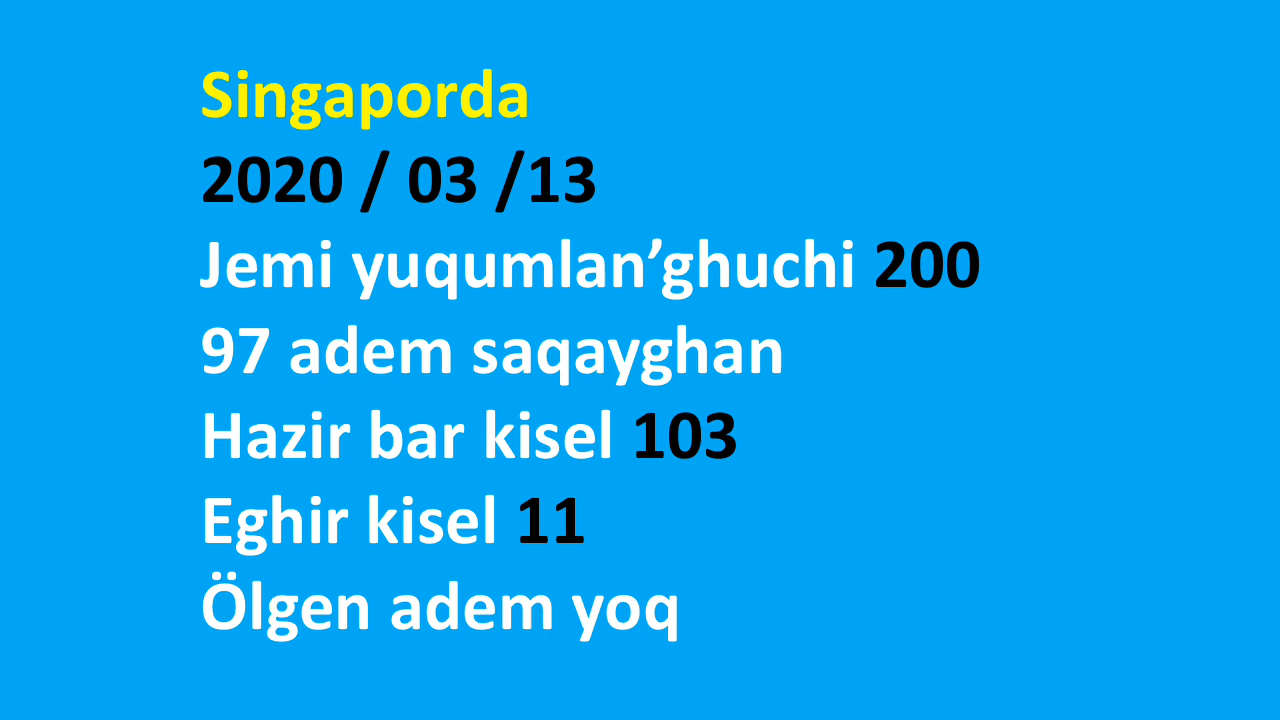 Singaporda
2020 / 03 /13
Jemi yuqumlan’ghuchi 200
97 adem saqayghan
Hazir bar kisel 103
Eghir kisel 11
Ölgen adem yoq